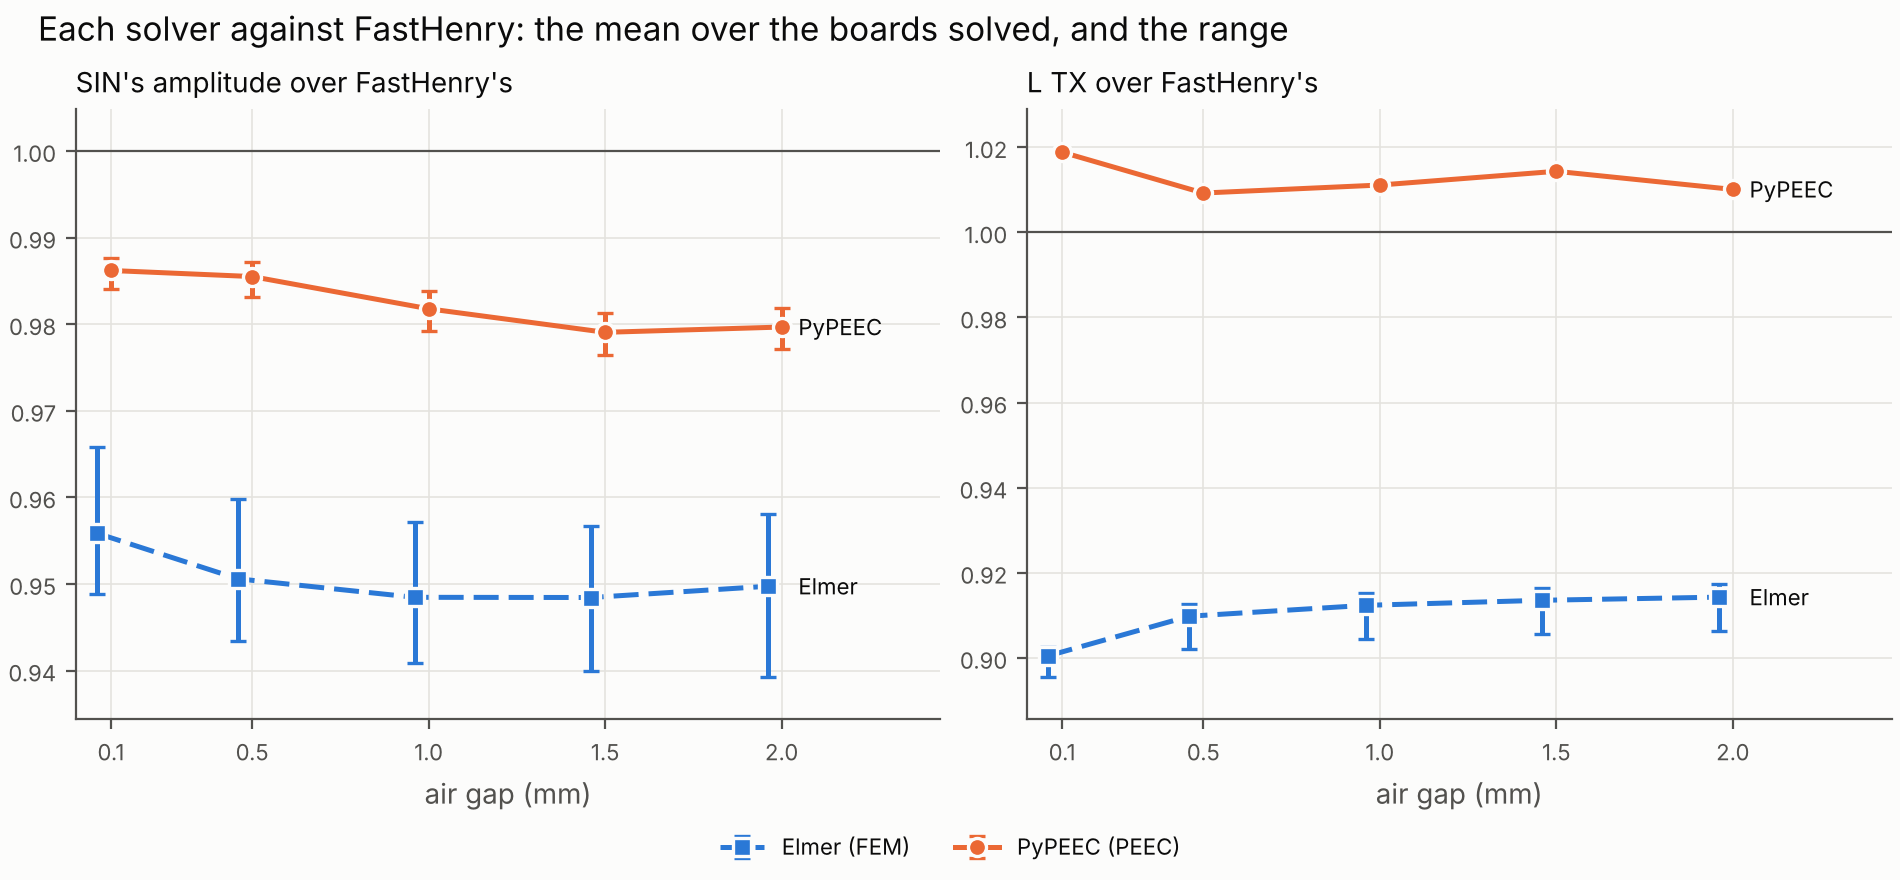 Each solver against FastHenry: the mean over the boards solved, and the range
SIN's amplitude over FastHenry's
1.00
0.99
0.98
0.97
0.96
0.95
0.94
PyPEEC
Elmer
0.1 0.5 1.0 1.5 2.0
air gap (mm)
L TX over FastHenry's
1.02
1.00
0.98
0.96
0.94
0.92
0.90
PyPEEC
Elmer
0.1 0.5 1.0 1.5 2.0
air gap (mm)
Elmer (FEM) PyPEEC (PEEC)